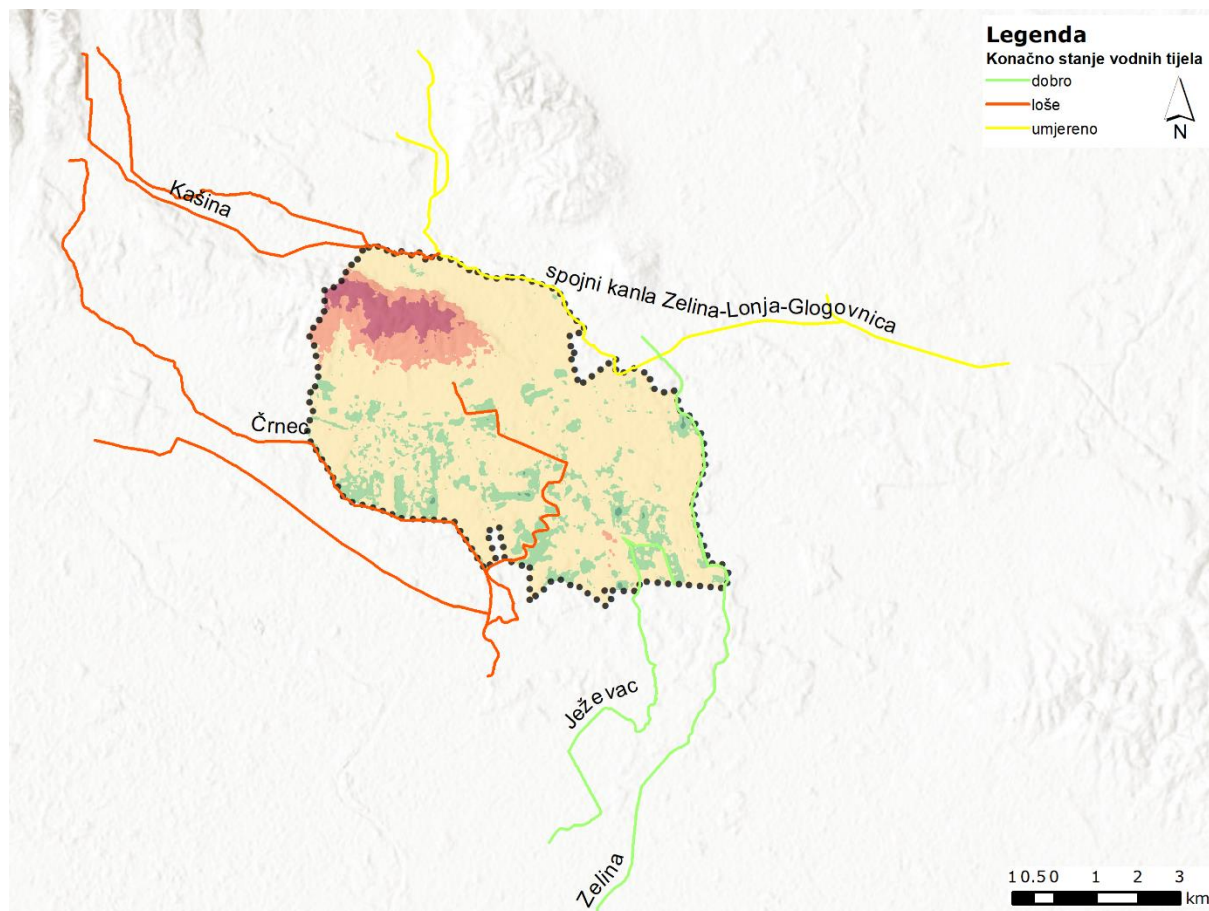 Legenda
Konačno stanje vodnih tijela
dobro
loše
umjereno
N
Kašina
spojni kanla Zelina-Lonja-Glogovnica
Črnec
Ježevac
Zelina
1 0.5 0 1 2 3
km